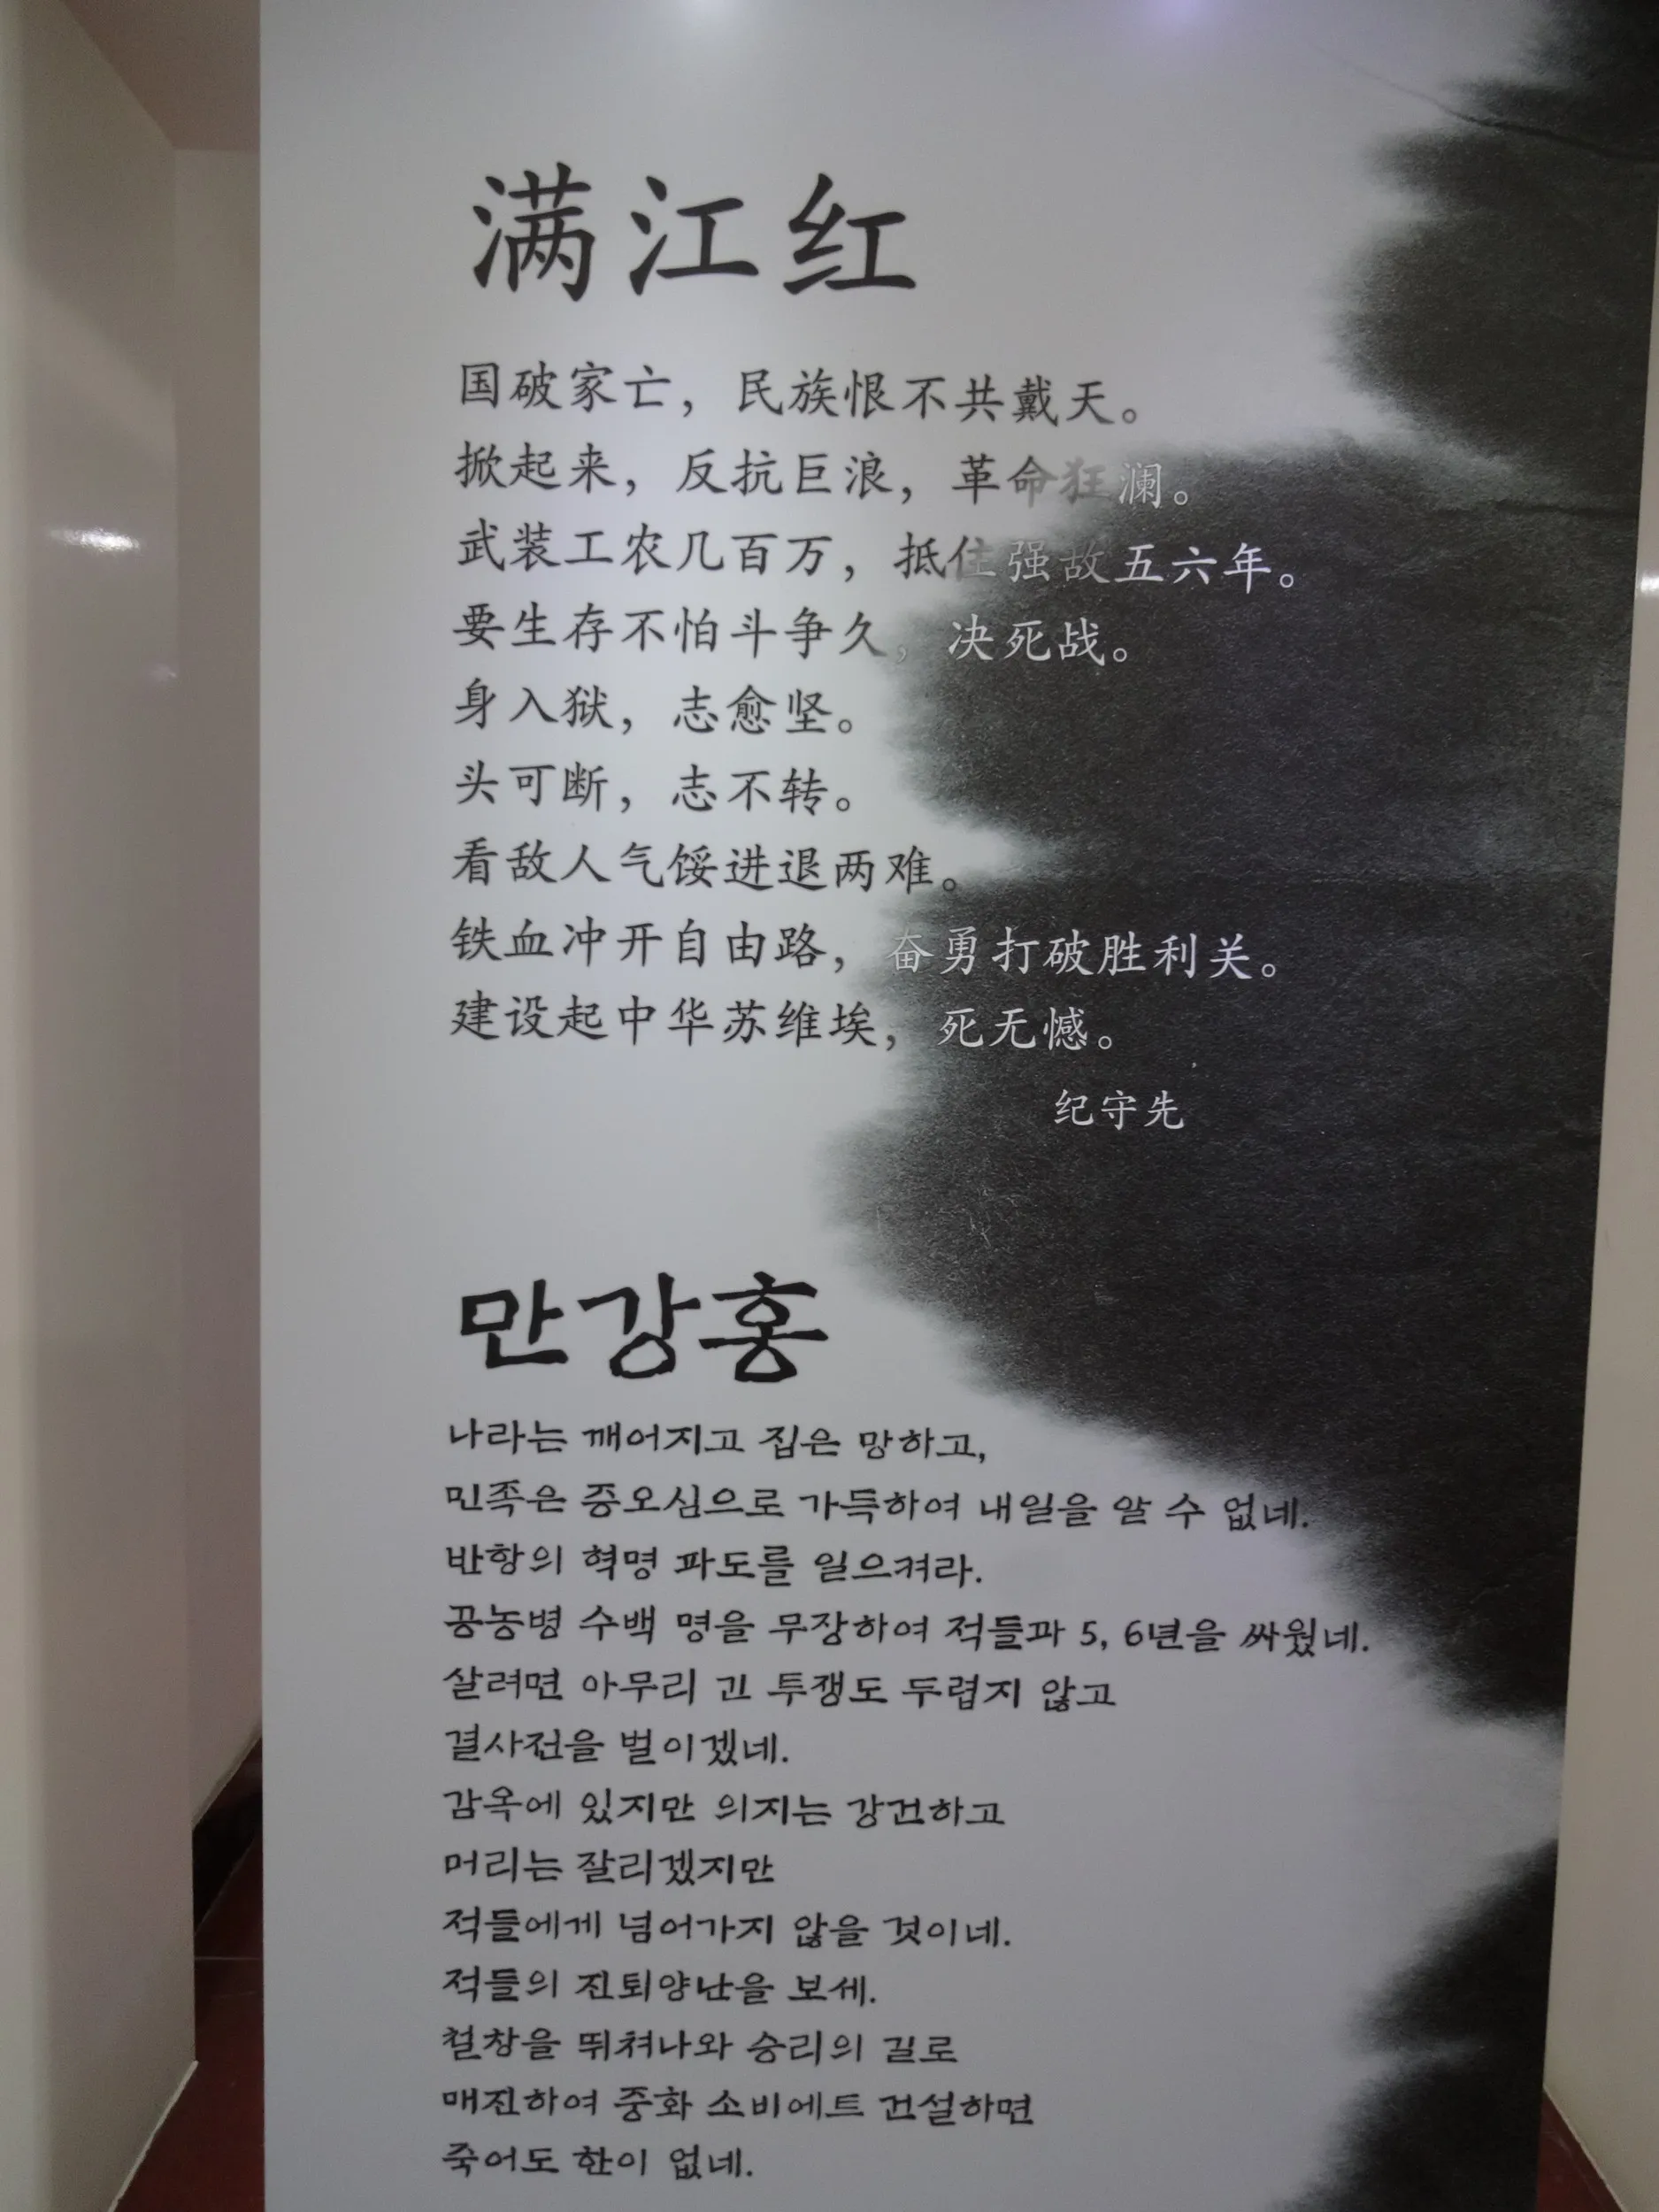 满江红
国破家亡，民族恨不共戴天。
掀起来，反抗巨浪，革命狂澜。
武装工农几百万，抵住强故五六年。
要生存不怕斗争久，决死战。
身入狱，志愈坚。
头可断，志不转。
看敌人气馁进退两难。
铁血冲开自由路，奋勇打破胜利关。
建设起中华苏维埃，死无憾。
纪守先
만강홍
나라는 깨어지고 집은 망하고,
민족은 증오심으로 가득하여 내일을 알 수 없네.
반항의 혁명 파도를 일으켜라.
공농병 수백 명을 무장하여 적들과 5, 6년을 싸웠네.
살려면 아무리 긴 투쟁도 두렵지 않고
결사전을 벌이겠네.
감옥에 있지만 의지는 강건하고
머리는 잘리겠지만
적들에게 넘어가지 않을 것이네.
적들의 진퇴양난을 보세.
철창을 뛰쳐나와 승리의 길로
매진하여 중화 소비에트 건설하면
죽어도 한이 없네.